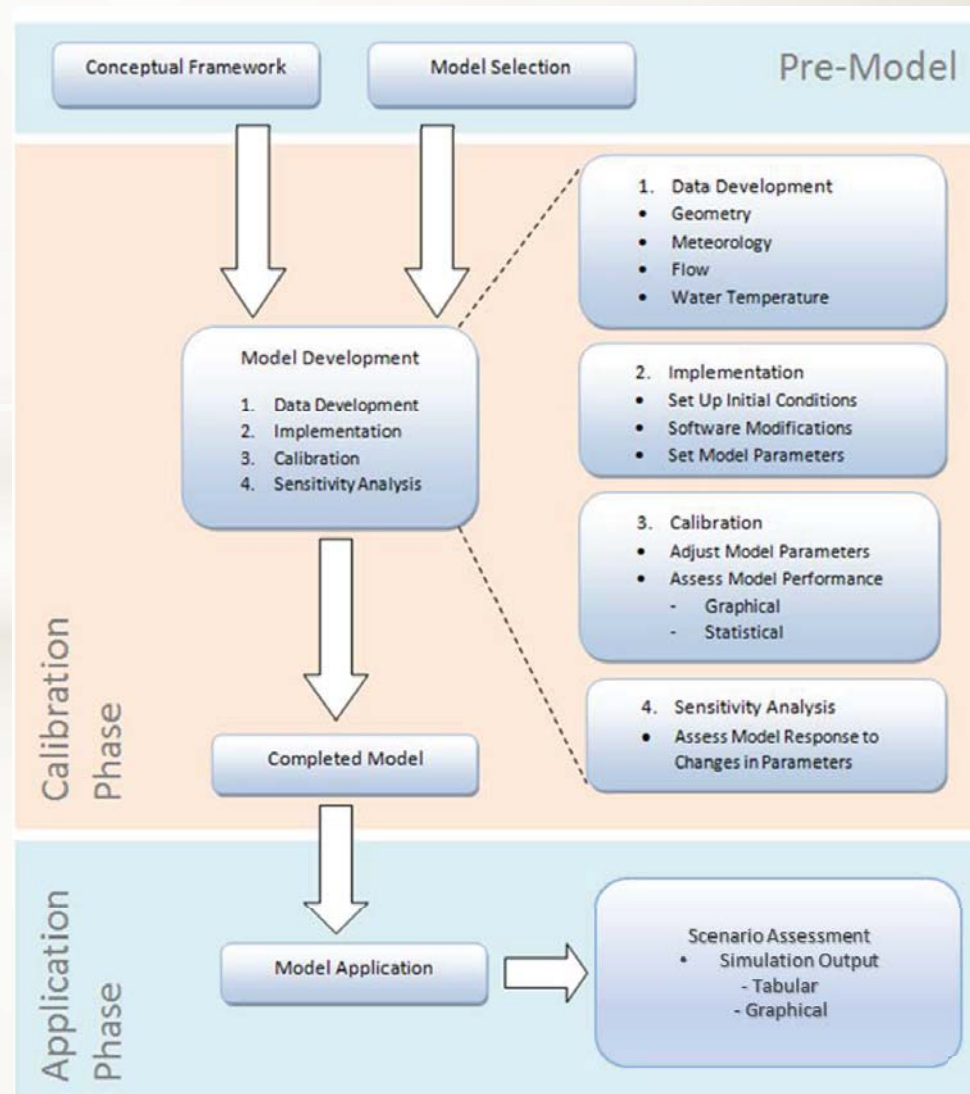 Pre-Model
Conceptual Framework
Model Selection
Calibration
Phase
Model Development
1. Data Development
2. Implementation
3. Calibration
4. Sensitivity Analysis
1. Data Development
• Geometry
• Meteorology
• Flow
• Water Temperature
2. Implementation
• Set Up Initial Conditions
• Software Modifications
• Set Model Parameters
3. Calibration
• Adjust Model Parameters
• Assess Model Performance
- Graphical
- Statistical
4. Sensitivity Analysis
• Assess Model Response to
Changes in Parameters
Completed Model
Application
Phase
Model Application
Scenario Assessment
• Simulation Output
- Tabular
- Graphical